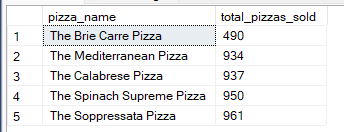 pizza_name total_pizzas_sold
1 The Brie Carre Pizza 490
2 The Mediterranean Pizza 934
3 The Calabrese Pizza 937
4 The Spinach Supreme Pizza 950
5 The Soppressata Pizza 961